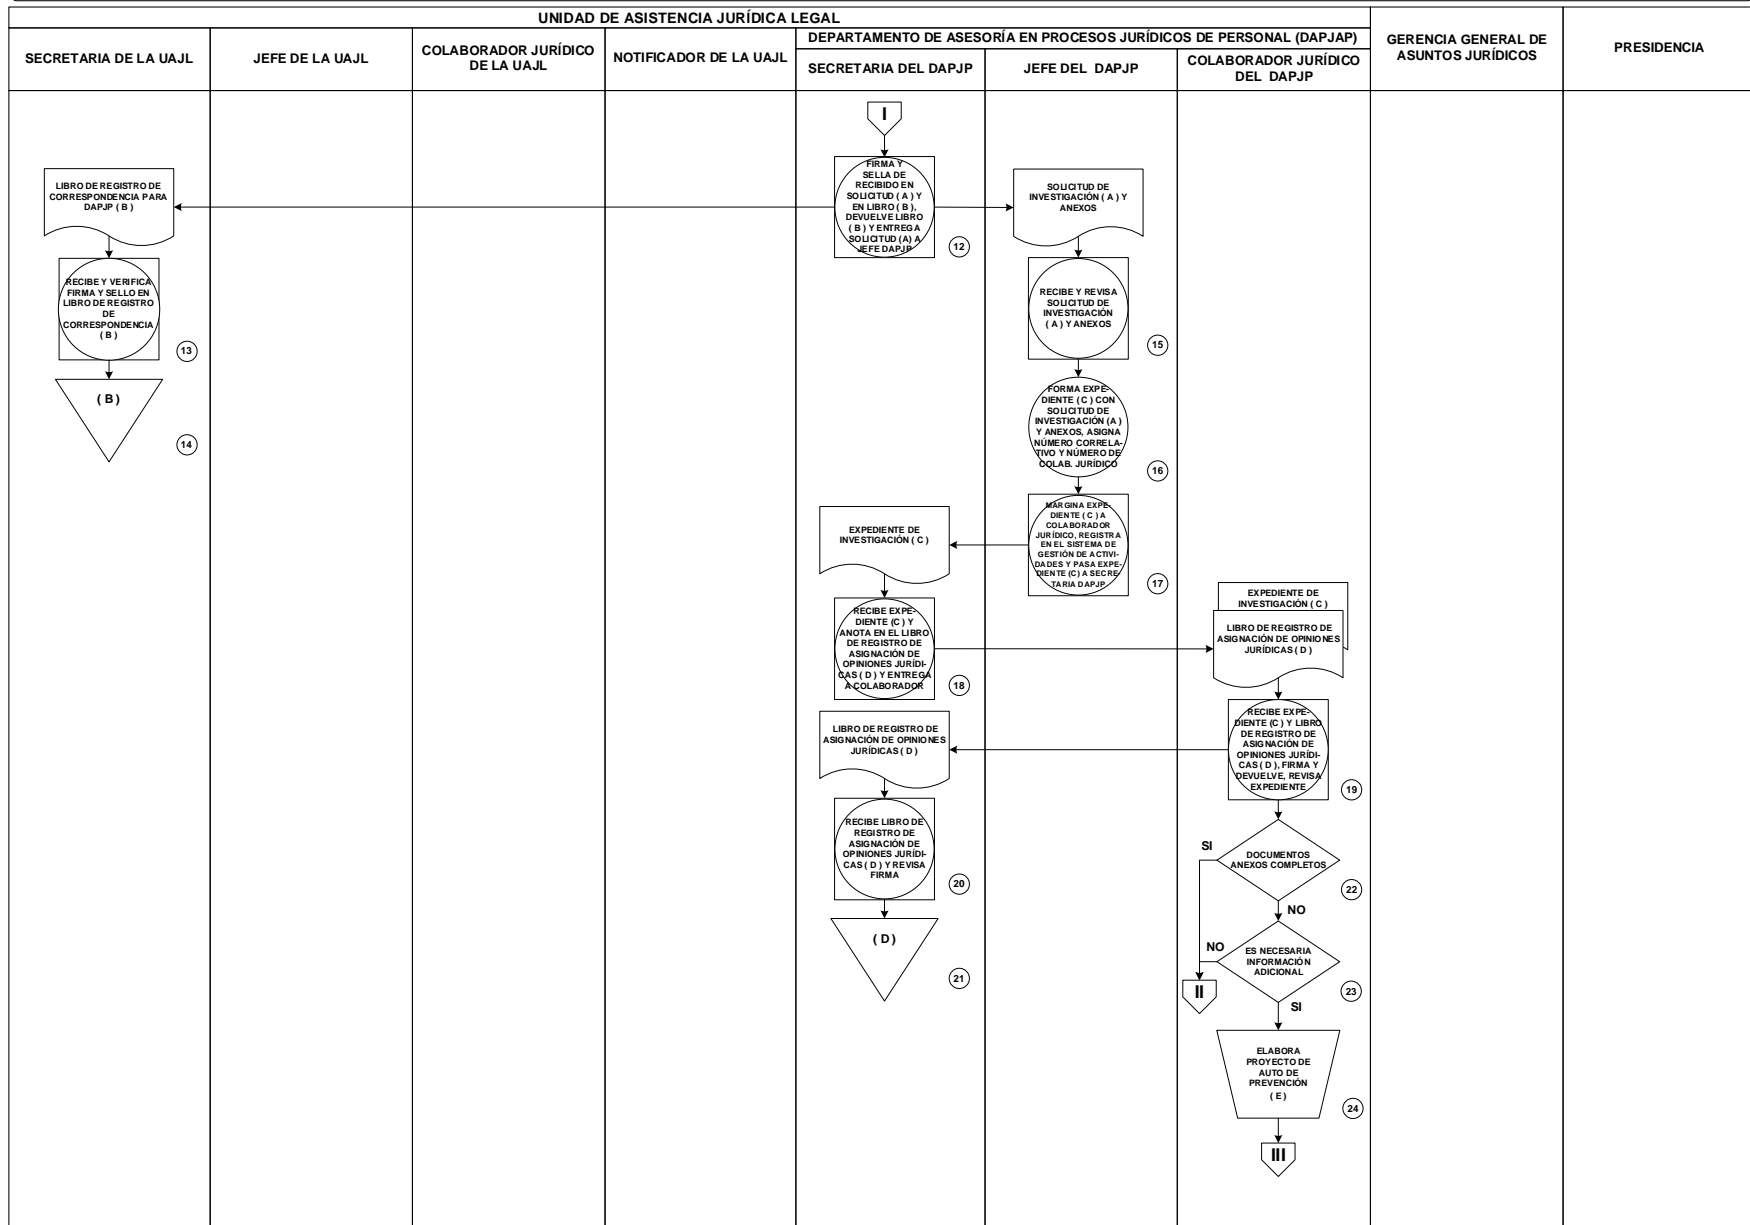 UNIDAD DE ASISTENCIA JURÍDICA LEGAL
SECRETARIA DE LA UAJL
JEFE DE LA UAJL
COLABORADOR JURÍDICO
DE LA UAJL
NOTIFICADOR DE LA UAJL
DEPARTAMENTO DE ASESORÍA EN PROCESOS JURÍDICOS DE PERSONAL (DAPJAP)
SECRETARIA DEL DAPJP
JEFE DEL DAPJP
COLABORADOR JURÍDICO
DEL DAPJP
GERENCIA GENERAL DE
ASUNTOS JURÍDICOS
PRESIDENCIA
I
FIRMA Y
SELLA DE
RECIBIDO EN
SOLICITUD ( A ) Y
EN LIBRO ( B ),
DEVUELVE LIBRO
( B ) Y ENTREGA
SOLICITUD (A) A
JEFE DAPJP
12
LIBRO DE REGISTRO DE
CORRESPONDENCIA PARA
DAPJP ( B )
RECIBE Y VERIFICA
FIRMA Y SELLO EN
LIBRO DE REGISTRO
DE
CORRESPONDENCIA
( B )
13
( B )
14
SOLICITUD DE
INVESTIGACIÓN ( A ) Y
ANEXOS
RECIBE Y REVISA
SOLICITUD DE
INVESTIGACIÓN
( A ) Y ANEXOS
15
FORMA EXPE-
DIENTE ( C ) CON
SOLICITUD DE
INVESTIGACIÓN (A )
Y ANEXOS, ASIGNA
NÚMERO CORRELA-
TIVO Y NÚMERO DE
COLAB. JURÍDICO
16
MARGINA EXPE-
DIENTE ( C ) A
COLABORADOR
JURÍDICO, REGISTRA
EN EL SISTEMA DE
GESTIÓN DE ACTIVI-
DADES Y PASA EXPE-
DIENTE (C) A SECRE-
TARIA DAPJP
17
EXPEDIENTE DE
INVESTIGACIÓN ( C )
RECIBE EXPE-
DIENTE (C ) Y
ANOTA EN EL LIBRO
DE REGISTRO DE
ASIGNACIÓN DE
OPINIONES JURÍDI-
CAS ( D ) Y ENTREGA
A COLABORADOR
18
EXPEDIENTE DE
INVESTIGACIÓN ( C )
LIBRO DE REGISTRO DE
ASIGNACIÓN DE OPINIONES
JURÍDICAS ( D )
RECIBE EXPE-
DIENTE (C ) Y LIBRO
DE REGISTRO DE
ASIGNACIÓN DE
OPINIONES JURÍDI-
CAS ( D ), FIRMA Y
DEVUELVE, REVISA
EXPEDIENTE
19
LIBRO DE REGISTRO DE
ASIGNACIÓN DE OPINIONES
JURÍDICAS ( D )
RECIBE LIBRO DE
REGISTRO DE
ASIGNACIÓN DE
OPINIONES JURÍDI-
CAS ( D ) Y REVISA
FIRMA
20
( D )
21
SI
DOCUMENTOS
ANEXOS COMPLETOS
22
NO
NO
ES NECESARIA
INFORMACIÓN
ADICIONAL
23
II
SI
ELABORA
PROYECTO DE
AUTO DE
PREVENCIÓN
( E )
24
III